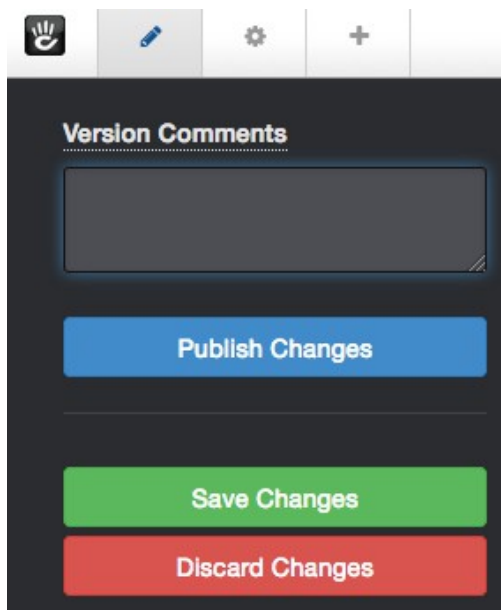 Version Comments
Publish Changes
Save Changes
Discard Changes